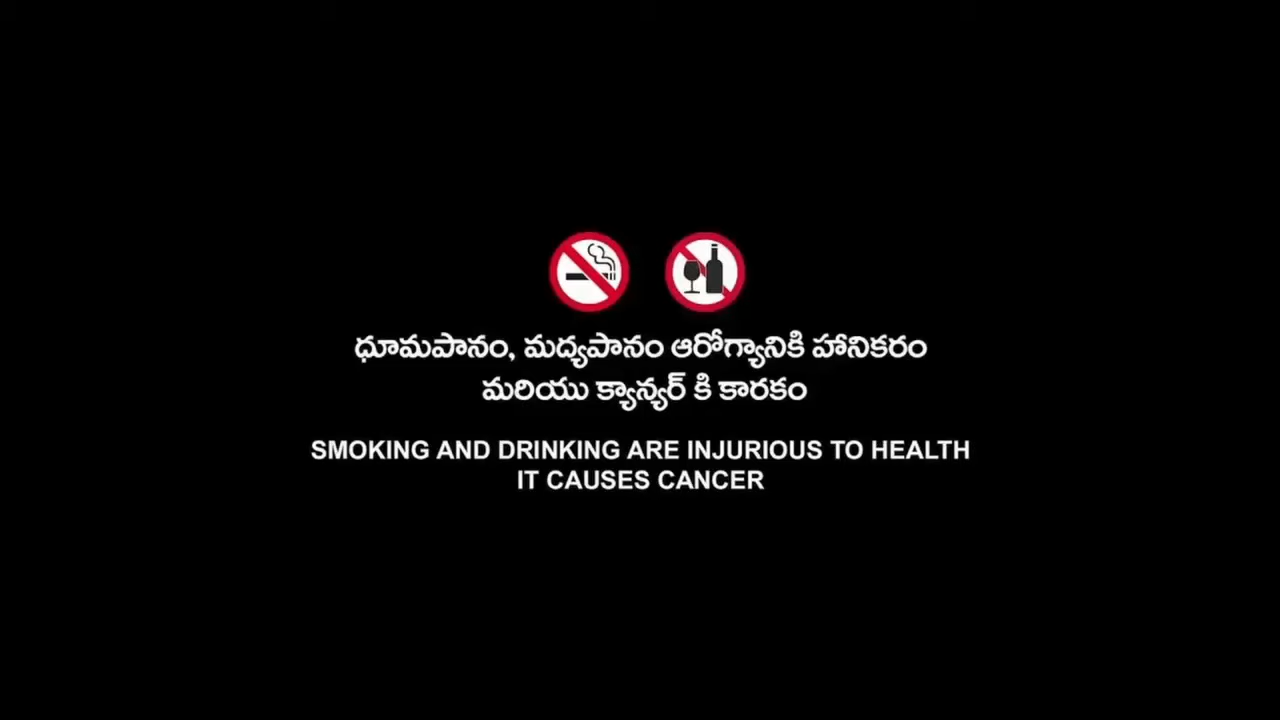 ధూమపానం, మద్యపానం ఆరోగ్యానికి హానికరం
మరియు క్యాన్సర్ కి కారకం
SMOKING AND DRINKING ARE INJURIOUS TO HEALTH
IT CAUSES CANCER